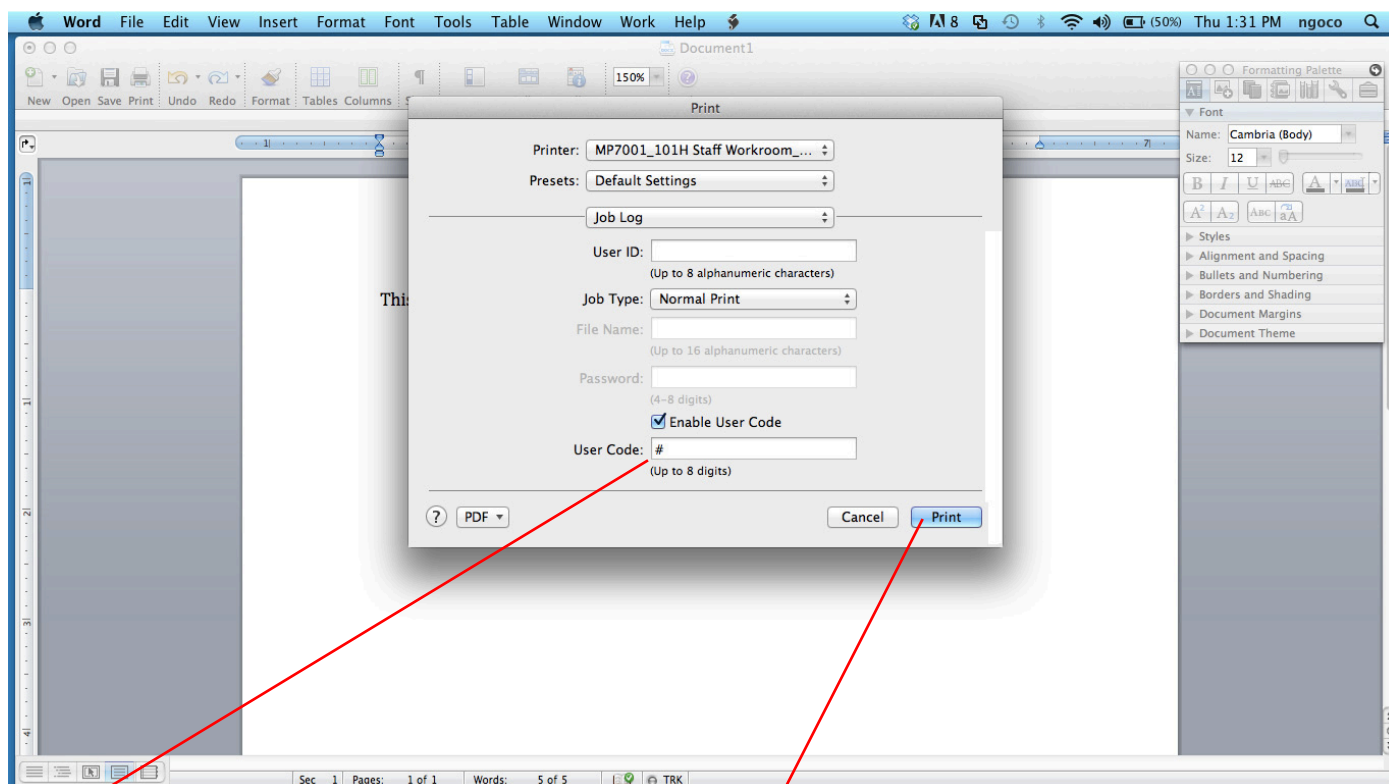 Word File Edit View Insert Format Font Tools Table Window Work Help 8 (50%) Thu 1:31 PM ngoco
Document1
150%
New Open Save Print Undo Redo Format Tables Columns
Formatting Palette
Font
Name: Cambria (Body)
Size: 12
B I U ABC A ABC
A² A₂ ABC aA
Styles
Alignment and Spacing
Bullets and Numbering
Borders and Shading
Document Margins
Document Theme
Print
Printer: MP7001_101H Staff Workroom_...
Presets: Default Settings
Job Log
User ID:
(Up to 8 alphanumeric characters)
Job Type: Normal Print
File Name:
(Up to 16 alphanumeric characters)
Password:
(4-8 digits)
Enable User Code
User Code: #
(Up to 8 digits)
? PDF Cancel Print
Sec 1 Pages: 1 of 1 Words: 5 of 5 TRK